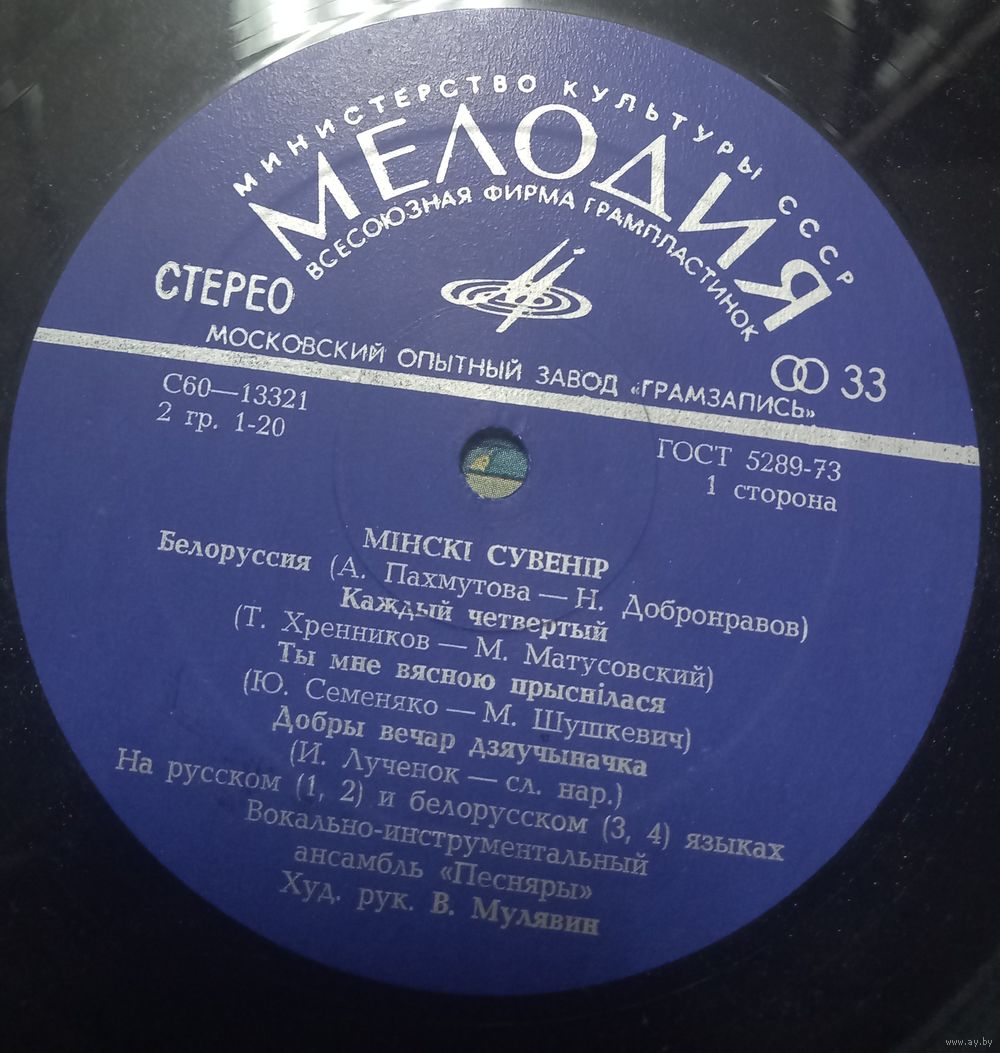 МИНИСТЕРСТВО КУЛЬТУРЫ СССР
МЕЛОДИЯ
ВСЕСОЮЗНАЯ ФИРМА ГРАМПЛАСТИНОК
СТЕРЕО
33
МОСКОВСКИЙ ОПЫТНЫЙ ЗАВОД «ГРАМЗАПИСЬ»
С60—13321
2 гр. 1-20
ГОСТ 5289-73
1 сторона
МІНСКІ СУВЕНІР
Белоруссия (А. Пахмутова — Н. Добронравов)
Каждый четвертый
(Т. Хренников — М. Матусовский)
Ты мне вясною прыснілася
(Ю. Семеняко — М. Шушкевич)
Добры вечар дзяучыначка
(И. Лученок — сл. нар.)
На русском (1, 2) и белорусском (3, 4) языках
Вокально-инструментальный
ансамбль «Песняры»
Худ. рук. В. Мулявин
www.ay.by